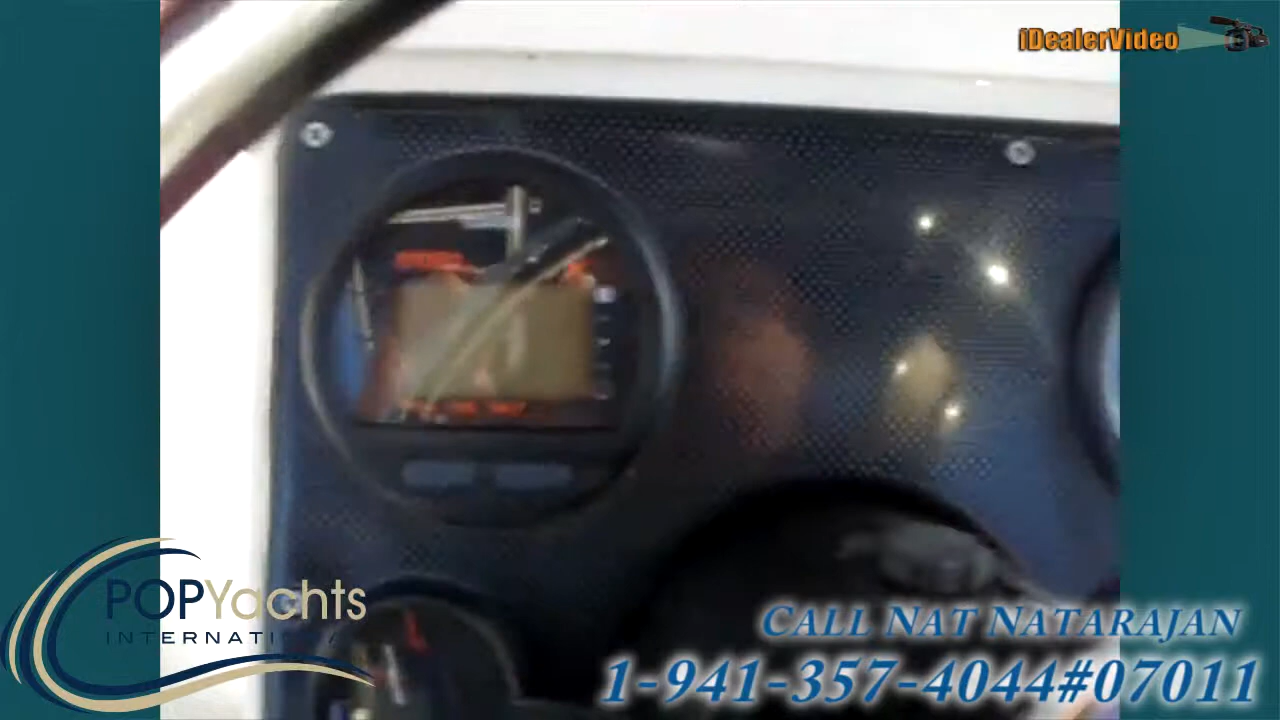 iDealerVideo
POPYachts
INTERNATI
CALL NAT NATARAJAN
1-941-357-4044#07011